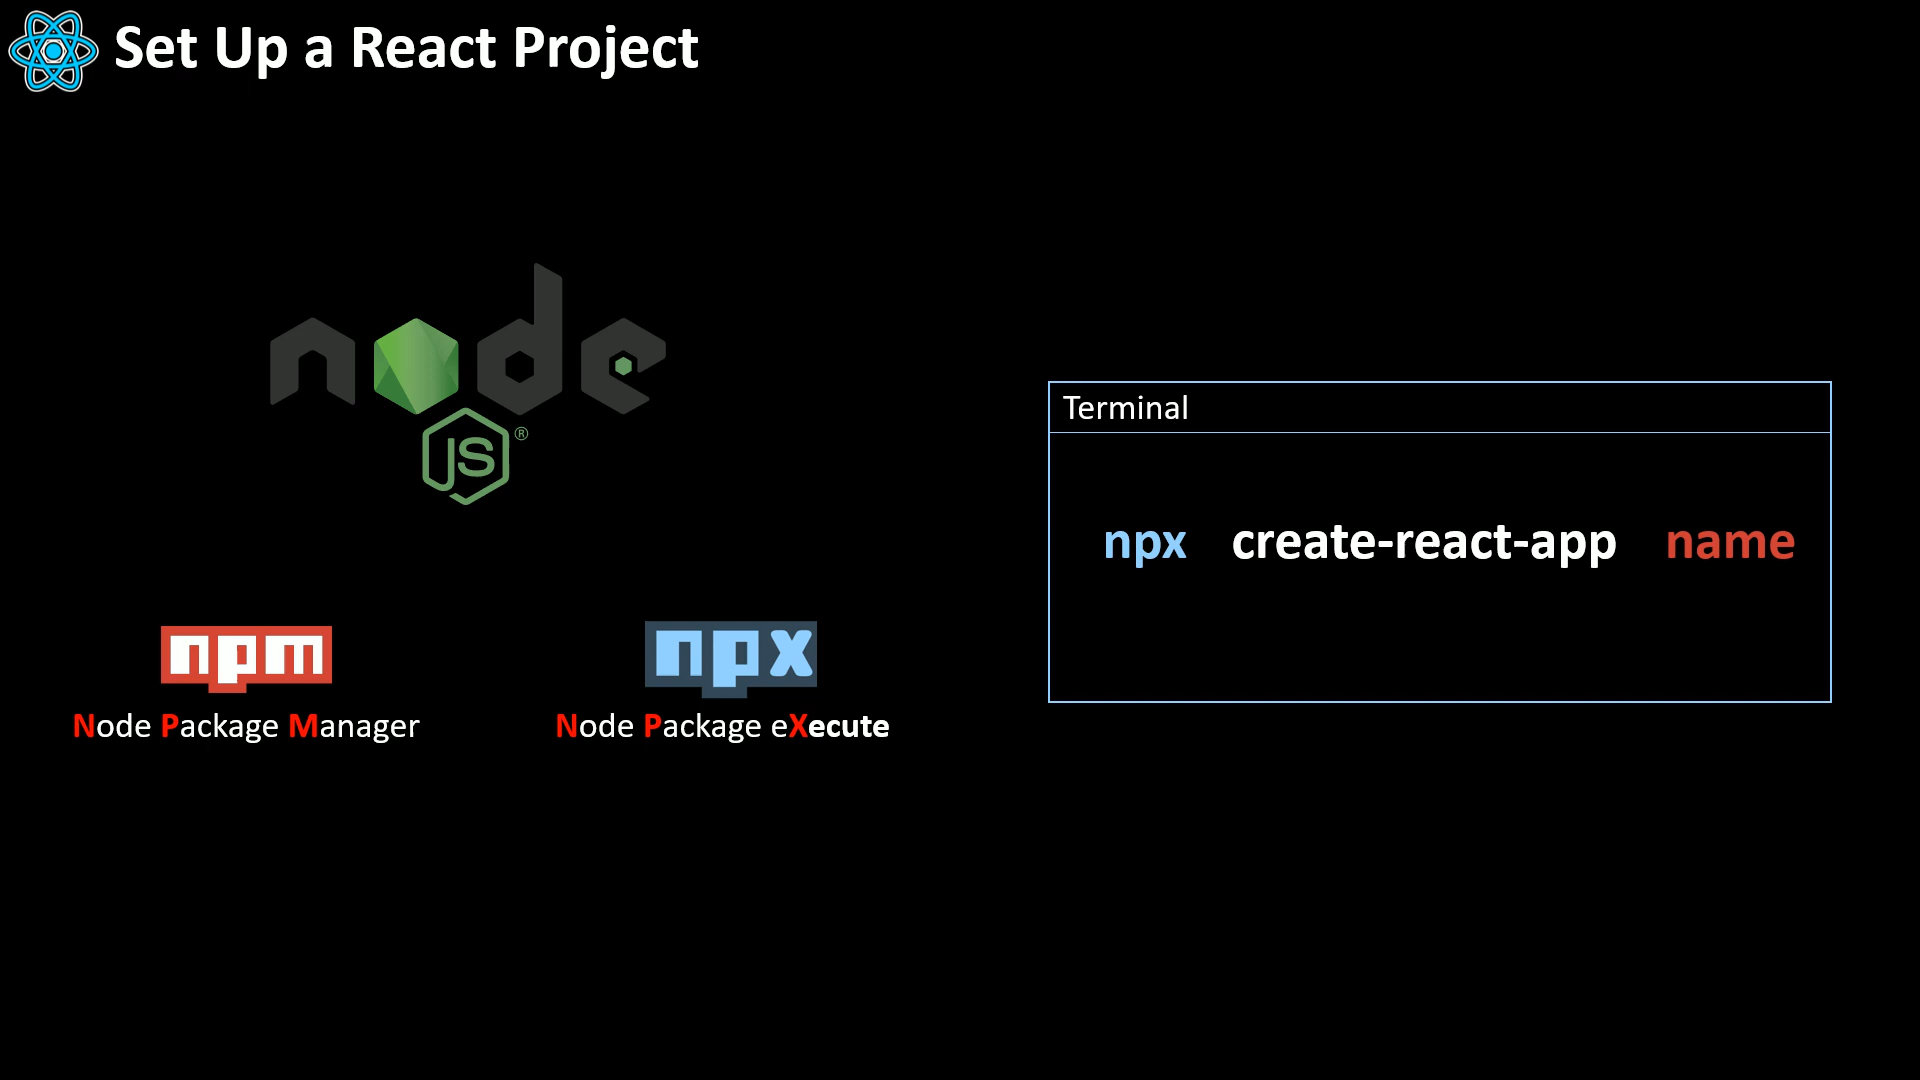 Set Up a React Project
node
JS®
npm
Node Package Manager
npx
Node Package eXecute
Terminal
npx create-react-app name